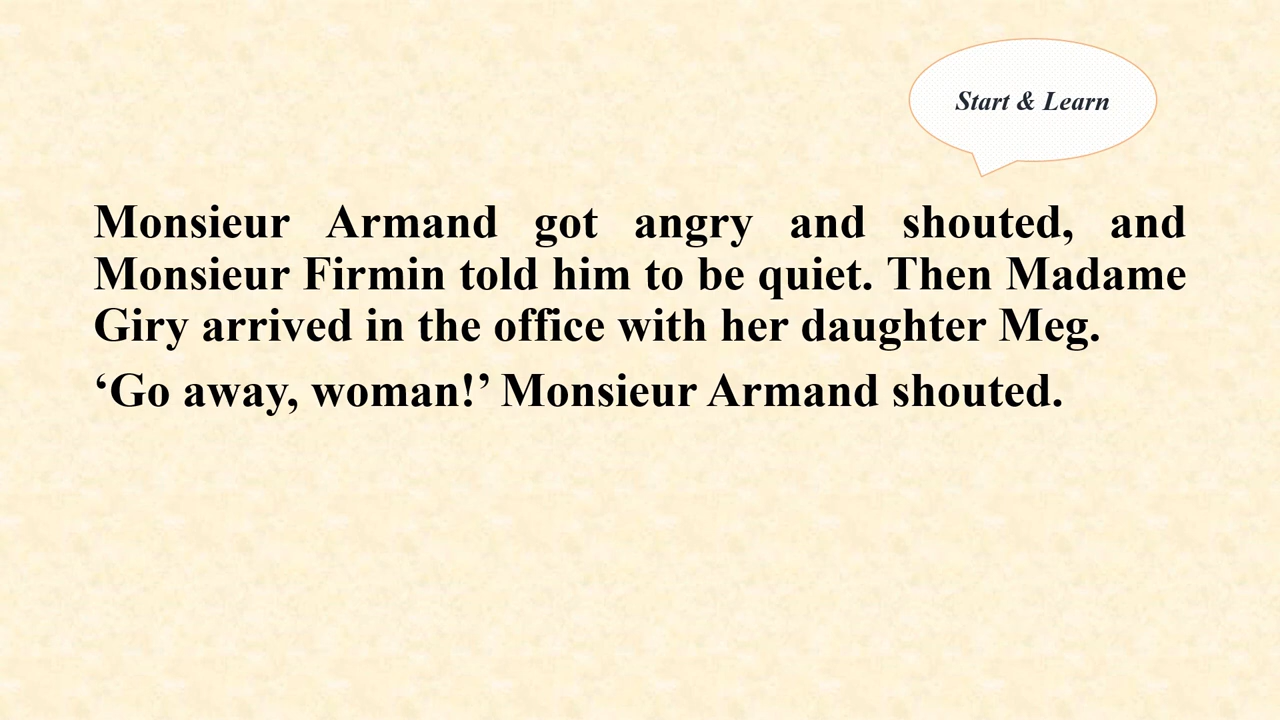 Start & Learn
Monsieur Armand got angry and shouted, and
Monsieur Firmin told him to be quiet. Then Madame
Giry arrived in the office with her daughter Meg.
‘Go away, woman!’ Monsieur Armand shouted.